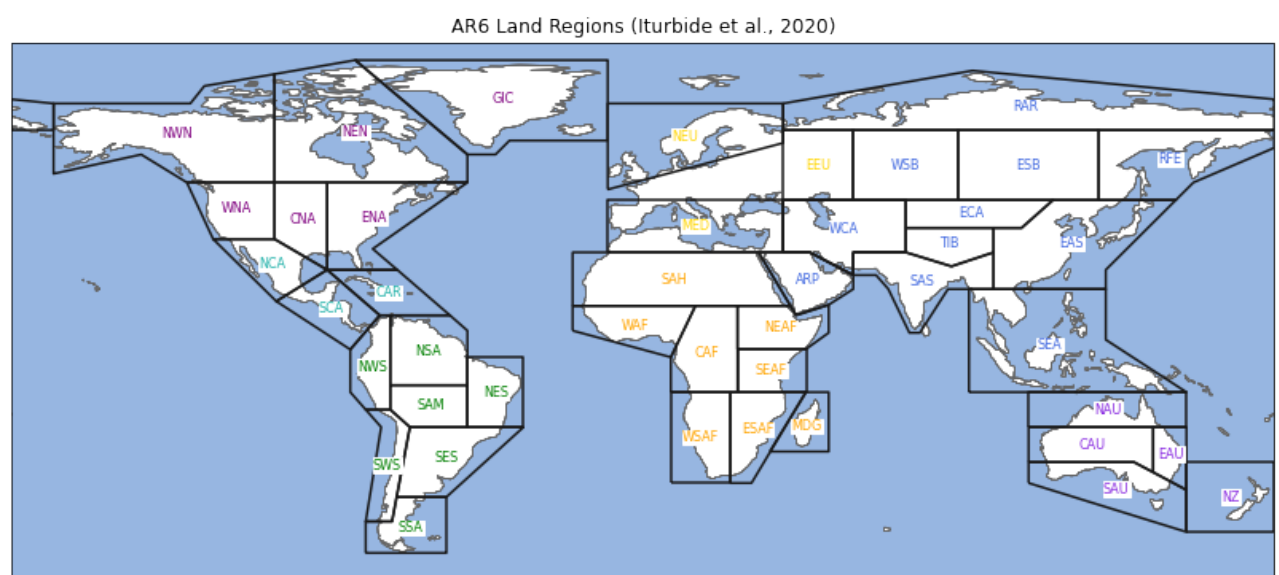 AR6 Land Regions (Iturbide et al., 2020)
GIC
RAR
NWN
NEN
NEU
EEU
WSB
ESB
RFE
WNA
CNA
ENA
MED
WCA
ECA
TIB
EAS
NCA
CAR
SCA
SAH
ARP
SAS
WAF
NEAF
CAF
SEAF
SEA
NSA
NWS
NES
SAM
WSAF
ESAF
MDG
NAU
CAU
EAU
SAU
NZ
SES
SWS
SSA